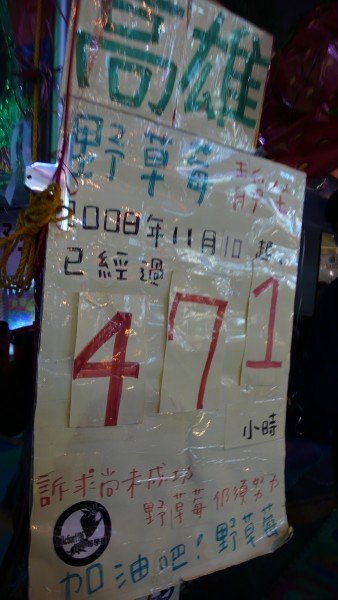 高雄
野草莓 靜坐
2008年11月10起,
已經過
471
小時
訴求尚未成功
野草莓仍須努力
加油吧!野草莓